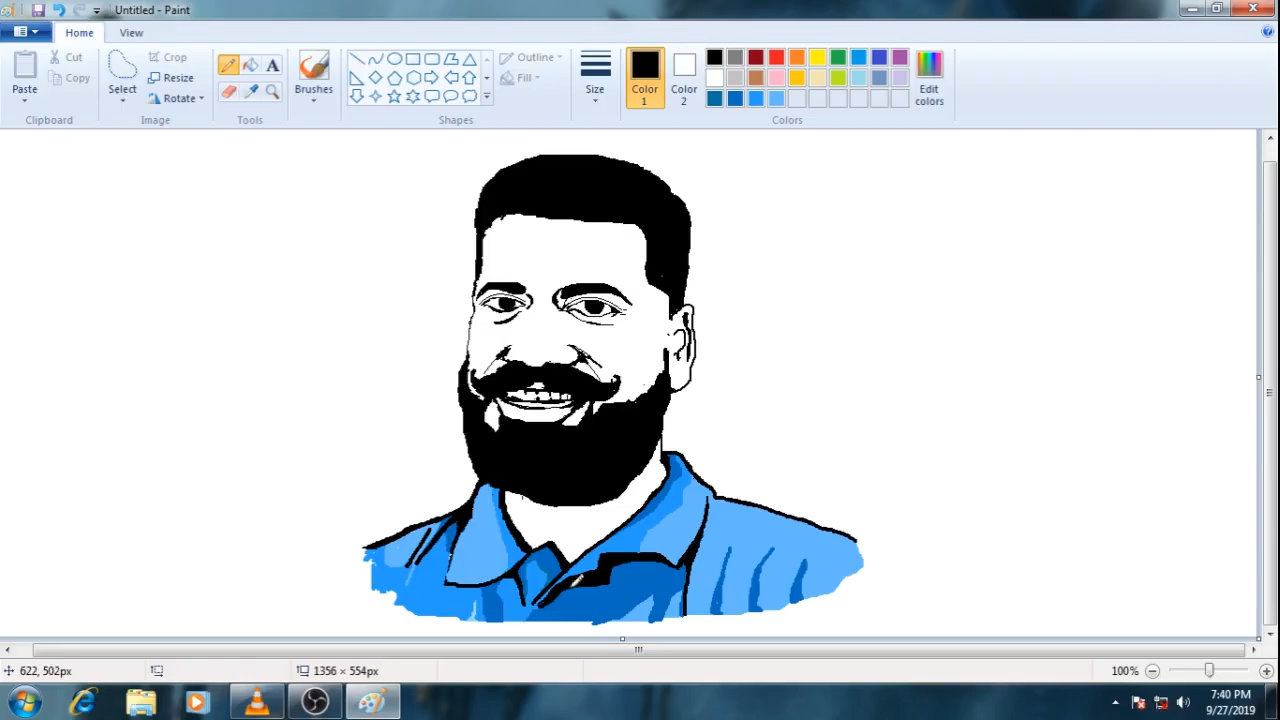 Untitled - Paint
Home View
Cut
Copy
Paste
Clipboard
Select
Crop
Resize
Rotate
Image
A
Tools
Brushes
Outline
Fill
Shapes
Size
Color 1
Color 2
Edit colors
Colors
622, 502px
1356 × 554px
100%
7:40 PM
9/27/2019